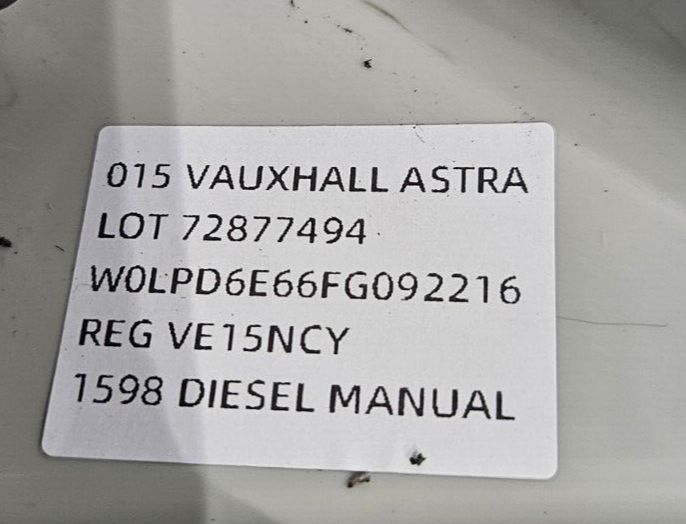 015 VAUXHALL ASTRA
LOT 72877494
W0LPD6E66FG092216
REG VE15NCY
1598 DIESEL MANUAL